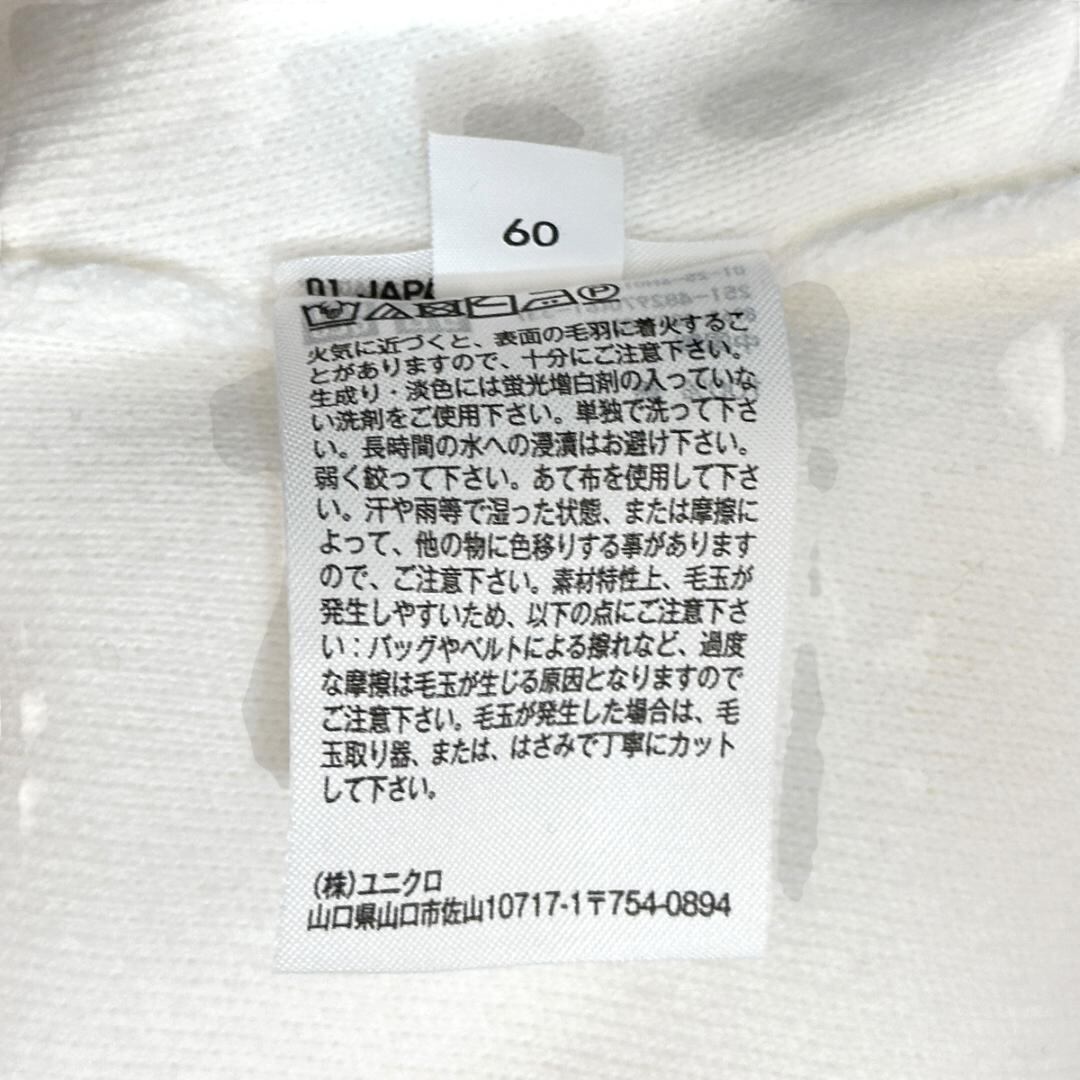 60
01 JAPA
火気に近づくと、表面の毛羽に着火するこ
とがありますので、十分にご注意下さい。
生成り・淡色には蛍光増白剤の入っていな
い洗剤をご使用下さい。単独で洗って下さ
い。長時間の水への浸漬はお避け下さい。
弱く絞って下さい。あて布を使用して下さ
い。汗や雨等で湿った状態、または摩擦に
よって、他の物に色移りする事があります
ので、ご注意下さい。素材特性上、毛玉が
発生しやすいため、以下の点にご注意下さ
い：バッグやベルトによる擦れなど、過度
な摩擦は毛玉が生じる原因となりますので
ご注意下さい。毛玉が発生した場合は、毛
玉取り器、または、はさみで丁寧にカット
して下さい。
(株)ユニクロ
山口県山口市佐山10717-1〒754-0894